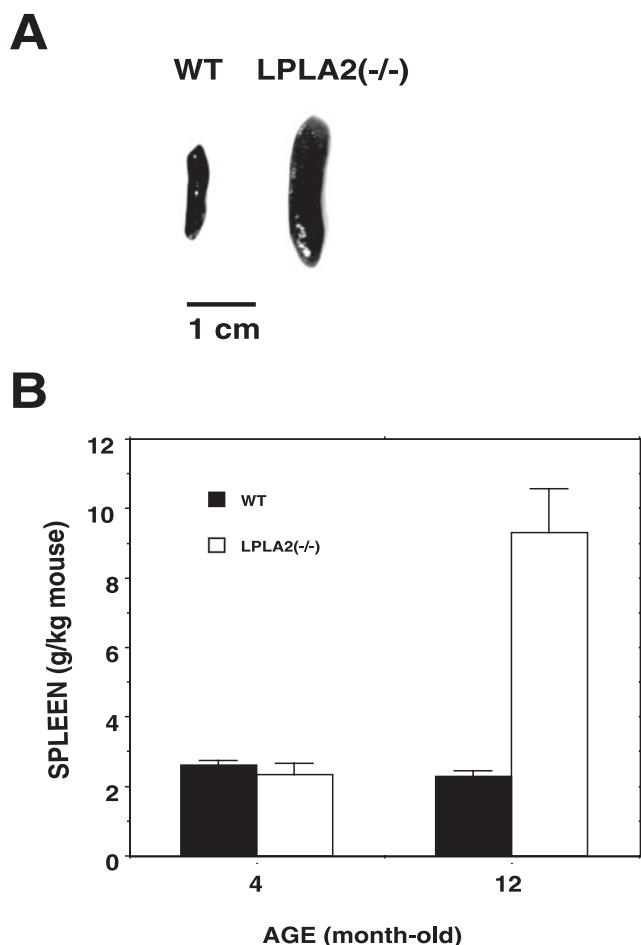 A
WT LPLA2(-/-)
1 cm
B
12
10
8
6
4
2
0
SPLEEN (g/kg mouse)
WT
LPLA2(-/-)
4 12
AGE (month-old)